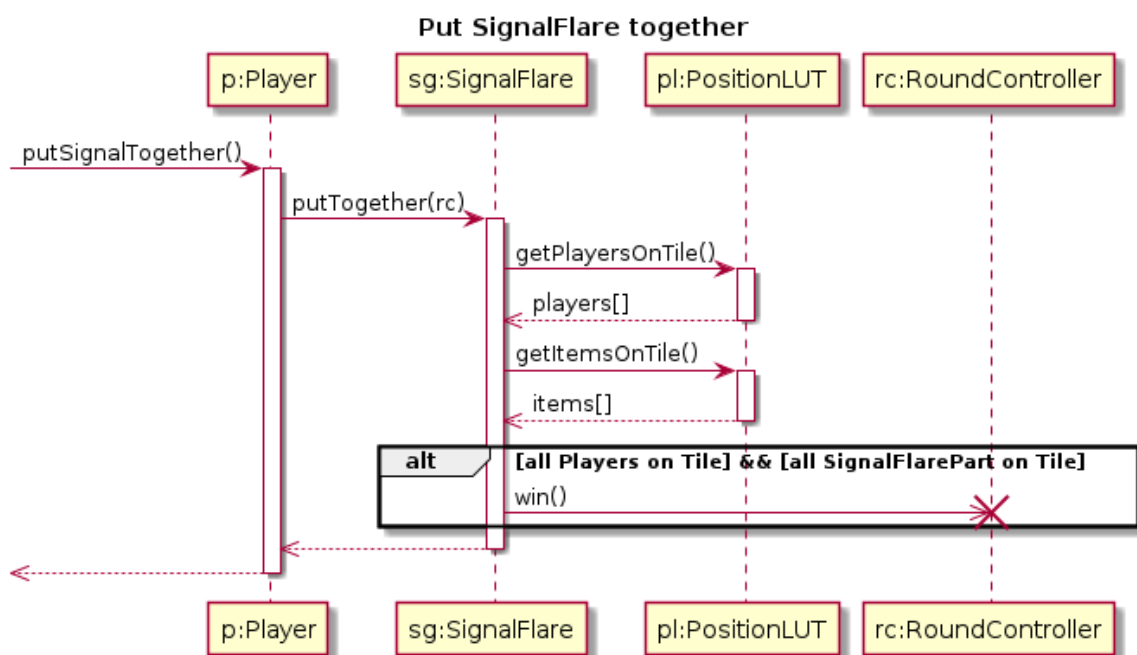 Put SignalFlare together
p:Player
sg:SignalFlare
pl:PositionLUT
rc:RoundController
putSignalTogether()
putTogether(rc)
getPlayersOnTile()
players[]
getItemsOnTile()
items[]
alt [all Players on Tile] && [all SignalFlarePart on Tile]
win()
p:Player
sg:SignalFlare
pl:PositionLUT
rc:RoundController